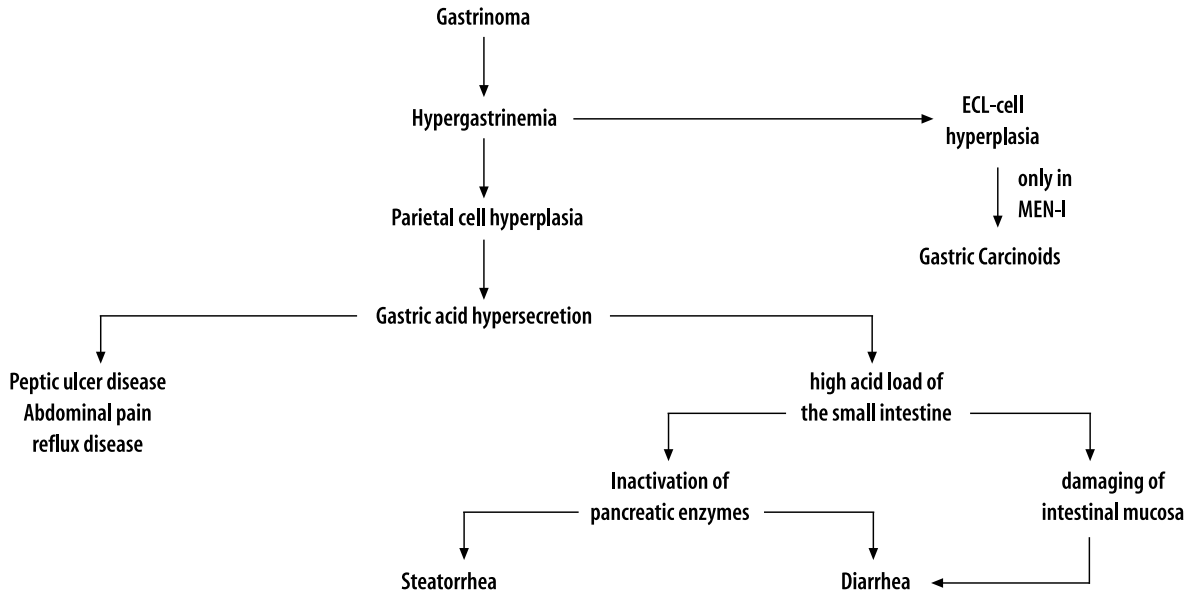 Gastrinoma
Hypergastrinemia
ECL-cell
hyperplasia
only in
MEN-I
Parietal cell hyperplasia
Gastric Carcinoids
Gastric acid hypersecretion
Peptic ulcer disease
Abdominal pain
reflux disease
high acid load of
the small intestine
Inactivation of
pancreatic enzymes
damaging of
intestinal mucosa
Steatorrhea
Diarrhea